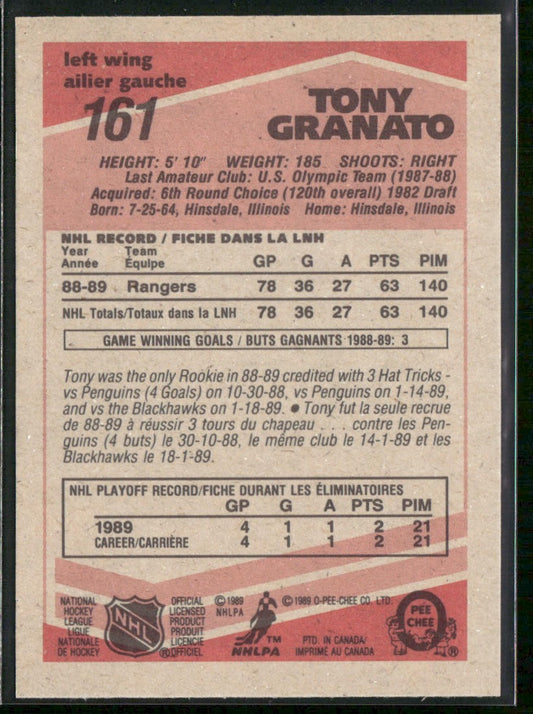 left wing
ailier gauche
161
TONY
GRANATO
HEIGHT: 5' 10" WEIGHT: 185 SHOOTS: RIGHT
Last Amateur Club: U.S. Olympic Team (1987-88)
Acquired: 6th Round Choice (120th overall) 1982 Draft
Born: 7-25-64, Hinsdale, Illinois Home: Hinsdale, Illinois
NHL RECORD / FICHE DANS LA LNH
Year Team
Année Équipe GP G A PTS PIM
88-89 Rangers 78 36 27 63 140
NHL Totals/Totaux dans la LNH 78 36 27 63 140
GAME WINNING GOALS / BUTS GAGNANTS 1988-89: 3
Tony was the only Rookie in 88-89 credited with 3 Hat Tricks -
vs Penguins (4 Goals) on 10-30-88, vs Penguins on 1-14-89,
and vs the Blackhawks on 1-18-89. ● Tony fut la seule recrue
de 88-89 à réussir 3 tours du chapeau . . . contre les Pen-
guins (4 buts) le 30-10-88, le même club le 14-1-89 et les
Blackhawks le 18-1-89.
NHL PLAYOFF RECORD/FICHE DURANT LES ÉLIMINATOIRES
GP G A PTS PIM
1989 4 1 1 2 21
CAREER/CARRIÈRE 4 1 1 2 21
NATIONAL
HOCKEY
LEAGUE
LIGUE
NATIONALE
DE HOCKEY
NHL
OFFICIAL
LICENSED
PRODUCT
PRODUIT
LICENCIE
®OFFICIEL
© 1989
NHLPA
TM
NHLPA
© 1989 O-PEE-CHEE CO. LTD.
PTD. IN CANADA/
IMPRIMÉ AU CANADA
PEE
CHEE
®